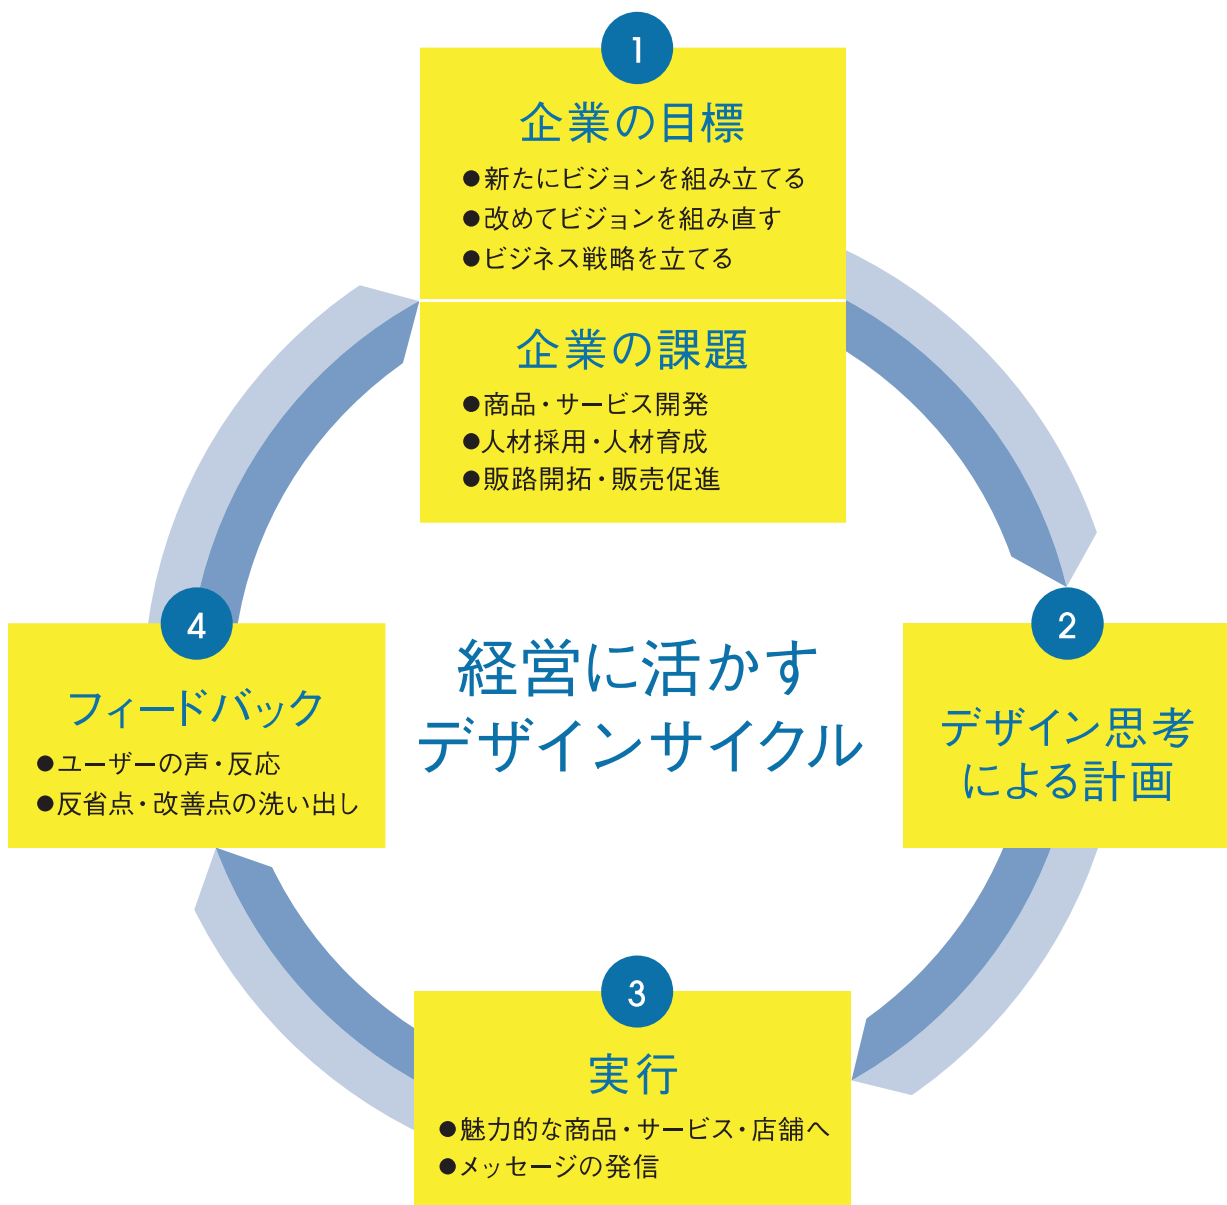 1
企業の目標
●新たにビジョンを組み立てる
●改めてビジョンを組み直す
●ビジネス戦略を立てる
企業の課題
●商品・サービス開発
●人材採用・人材育成
●販路開拓・販売促進
経営に活かす
デザインサイクル
2
デザイン思考
による計画
3
実行
●魅力的な商品・サービス・店舗へ
●メッセージの発信
4
フィードバック
●ユーザーの声・反応
●反省点・改善点の洗い出し